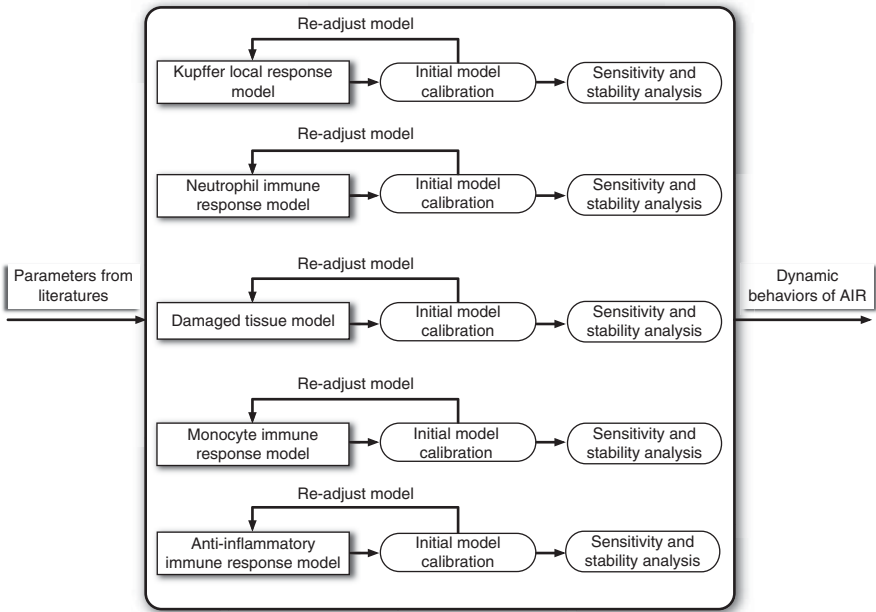 Re-adjust model
Kupffer local response
model
Initial model
calibration
Sensitivity and
stability analysis
Re-adjust model
Neutrophil immune
response model
Initial model
calibration
Sensitivity and
stability analysis
Parameters from
literatures
Re-adjust model
Damaged tissue model
Initial model
calibration
Sensitivity and
stability analysis
Dynamic
behaviors of AIR
Re-adjust model
Monocyte immune
response model
Initial model
calibration
Sensitivity and
stability analysis
Re-adjust model
Anti-inflammatory
immune response model
Initial model
calibration
Sensitivity and
stability analysis